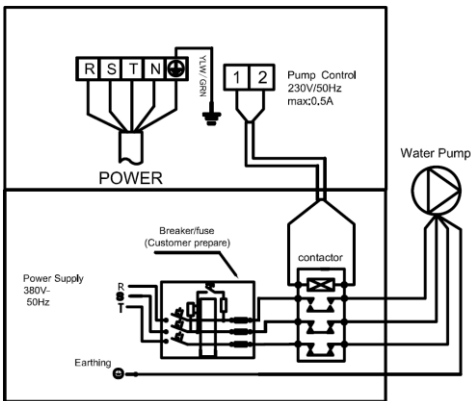 R S T N
YLW/GRN
POWER
1 2
Pump Control
230V/50Hz
max:0.5A
Water Pump
Breaker/fuse
(Customer prepare)
contactor
Power Supply
380V-
50Hz
R
S
T
Earthing